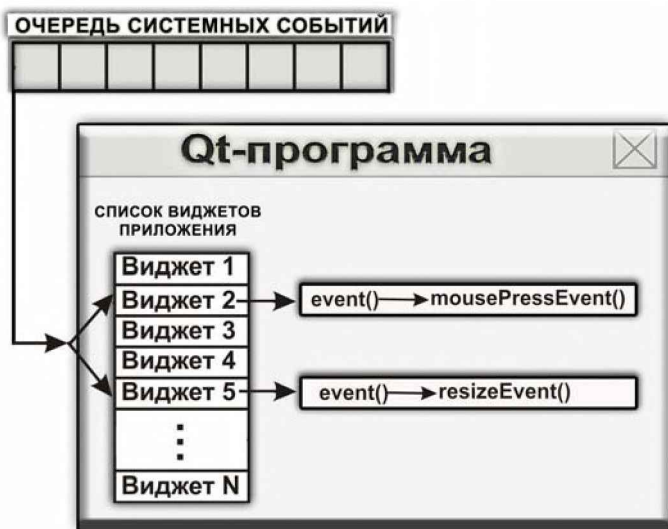 ОЧЕРЕДЬ СИСТЕМНЫХ СОБЫТИЙ
Qt-программа
СПИСОК ВИДЖЕТОВ
ПРИЛОЖЕНИЯ
Виджет 1
Виджет 2
event() mousePressEvent()
Виджет 3
Виджет 4
Виджет 5
event() resizeEvent()
Виджет N